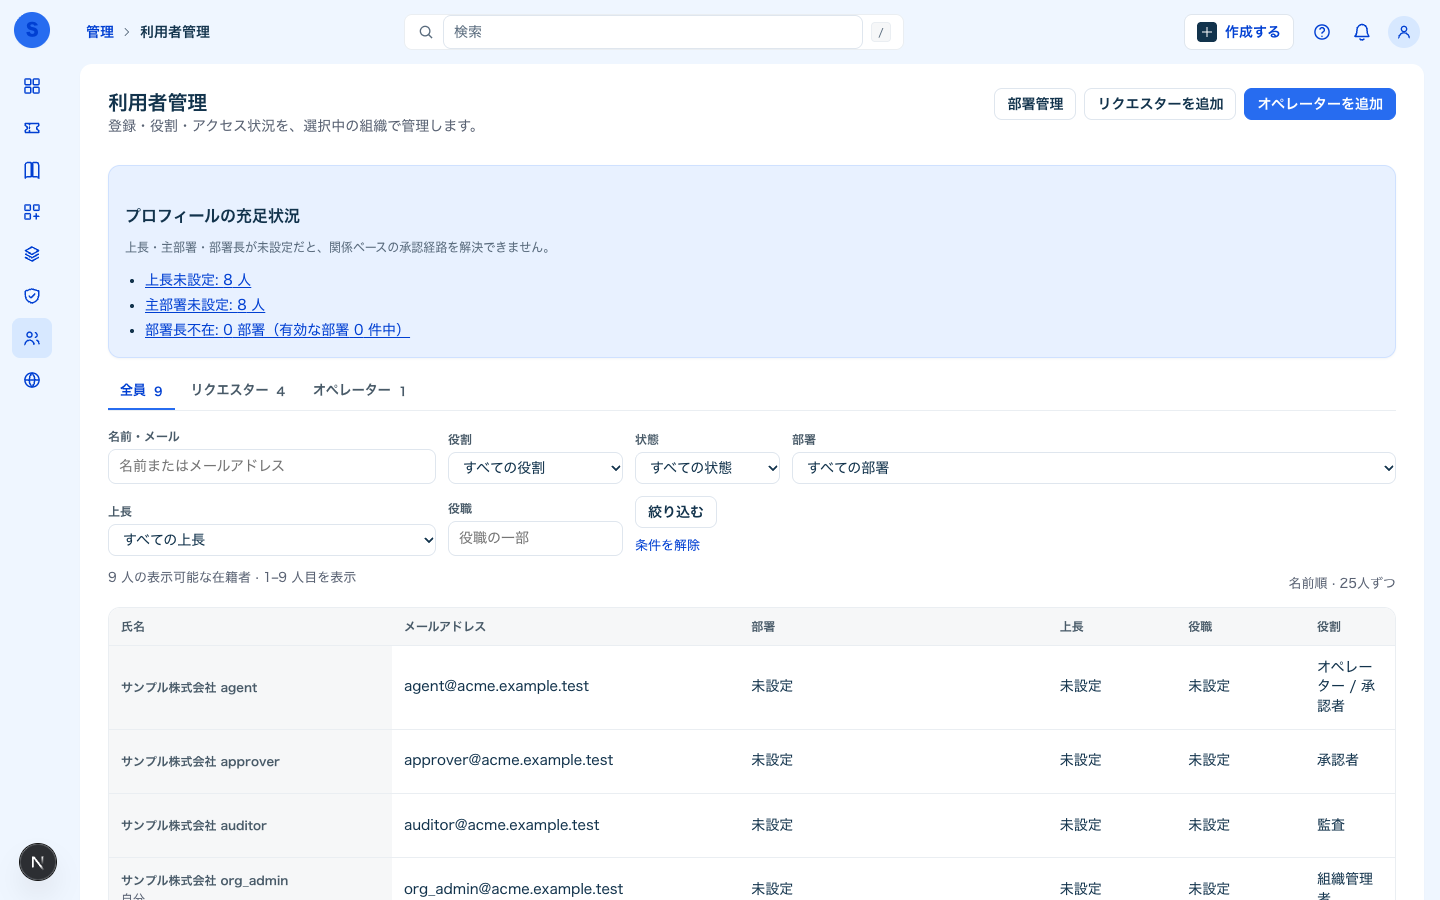 S
管理 > 利用者管理
検索
/
作成する
利用者管理
登録・役割・アクセス状況を、選択中の組織で管理します。
部署管理
リクエスターを追加
オペレーターを追加
プロフィールの充足状況
上長・主部署・部署長が未設定だと、関係ベースの承認経路を解決できません。
• 上長未設定: 8 人
• 主部署未設定: 8 人
• 部署長不在: 0 部署（有効な部署 0 件中）
全員 9
リクエスター 4
オペレーター 1
名前・メール
役割
状態
部署
名前またはメールアドレス
すべての役割
すべての状態
すべての部署
上長
役職
すべての上長
役職の一部
絞り込む
条件を解除
9 人の表示可能な在籍者 · 1–9 人目を表示
名前順 · 25人ずつ
氏名 メールアドレス 部署 上長 役職 役割
サンプル株式会社 agent agent@acme.example.test 未設定 未設定 未設定 オペレーター / 承認者
サンプル株式会社 approver approver@acme.example.test 未設定 未設定 未設定 承認者
サンプル株式会社 auditor auditor@acme.example.test 未設定 未設定 未設定 監査
サンプル株式会社 org_admin org_admin@acme.example.test 未設定 未設定 未設定 組織管理者
自分
N